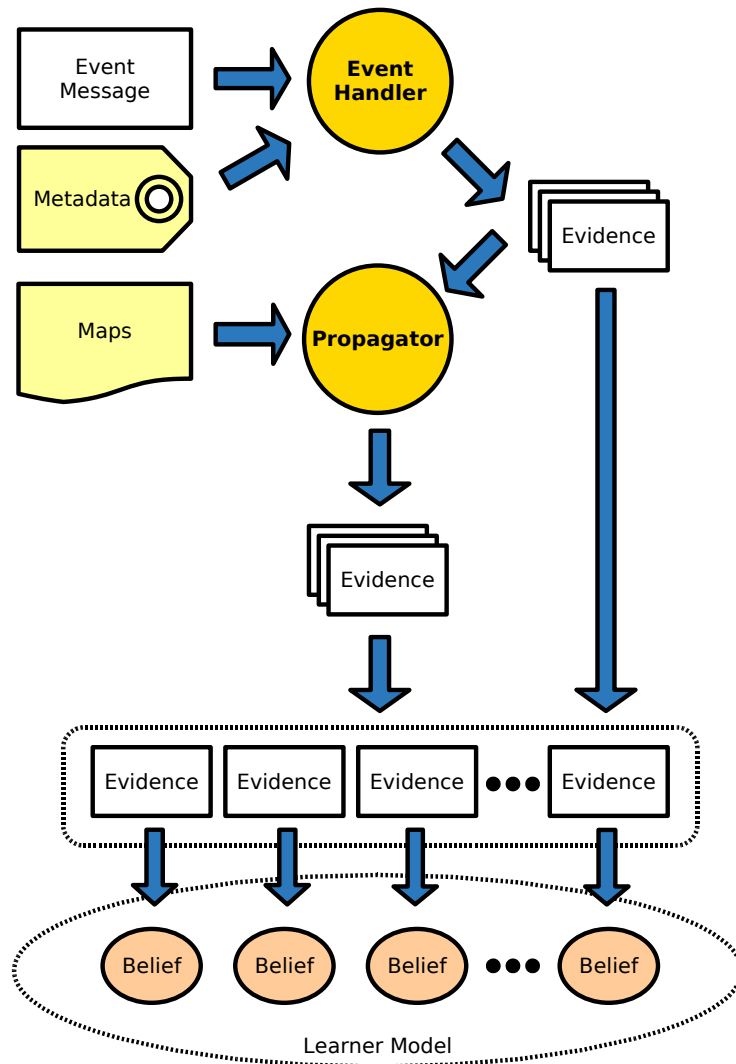 Event
Message
Event
Handler
Metadata
Evidence
Maps
Propagator
Evidence
Evidence
Evidence
Evidence
Evidence
Belief
Belief
Belief
Belief
Learner Model